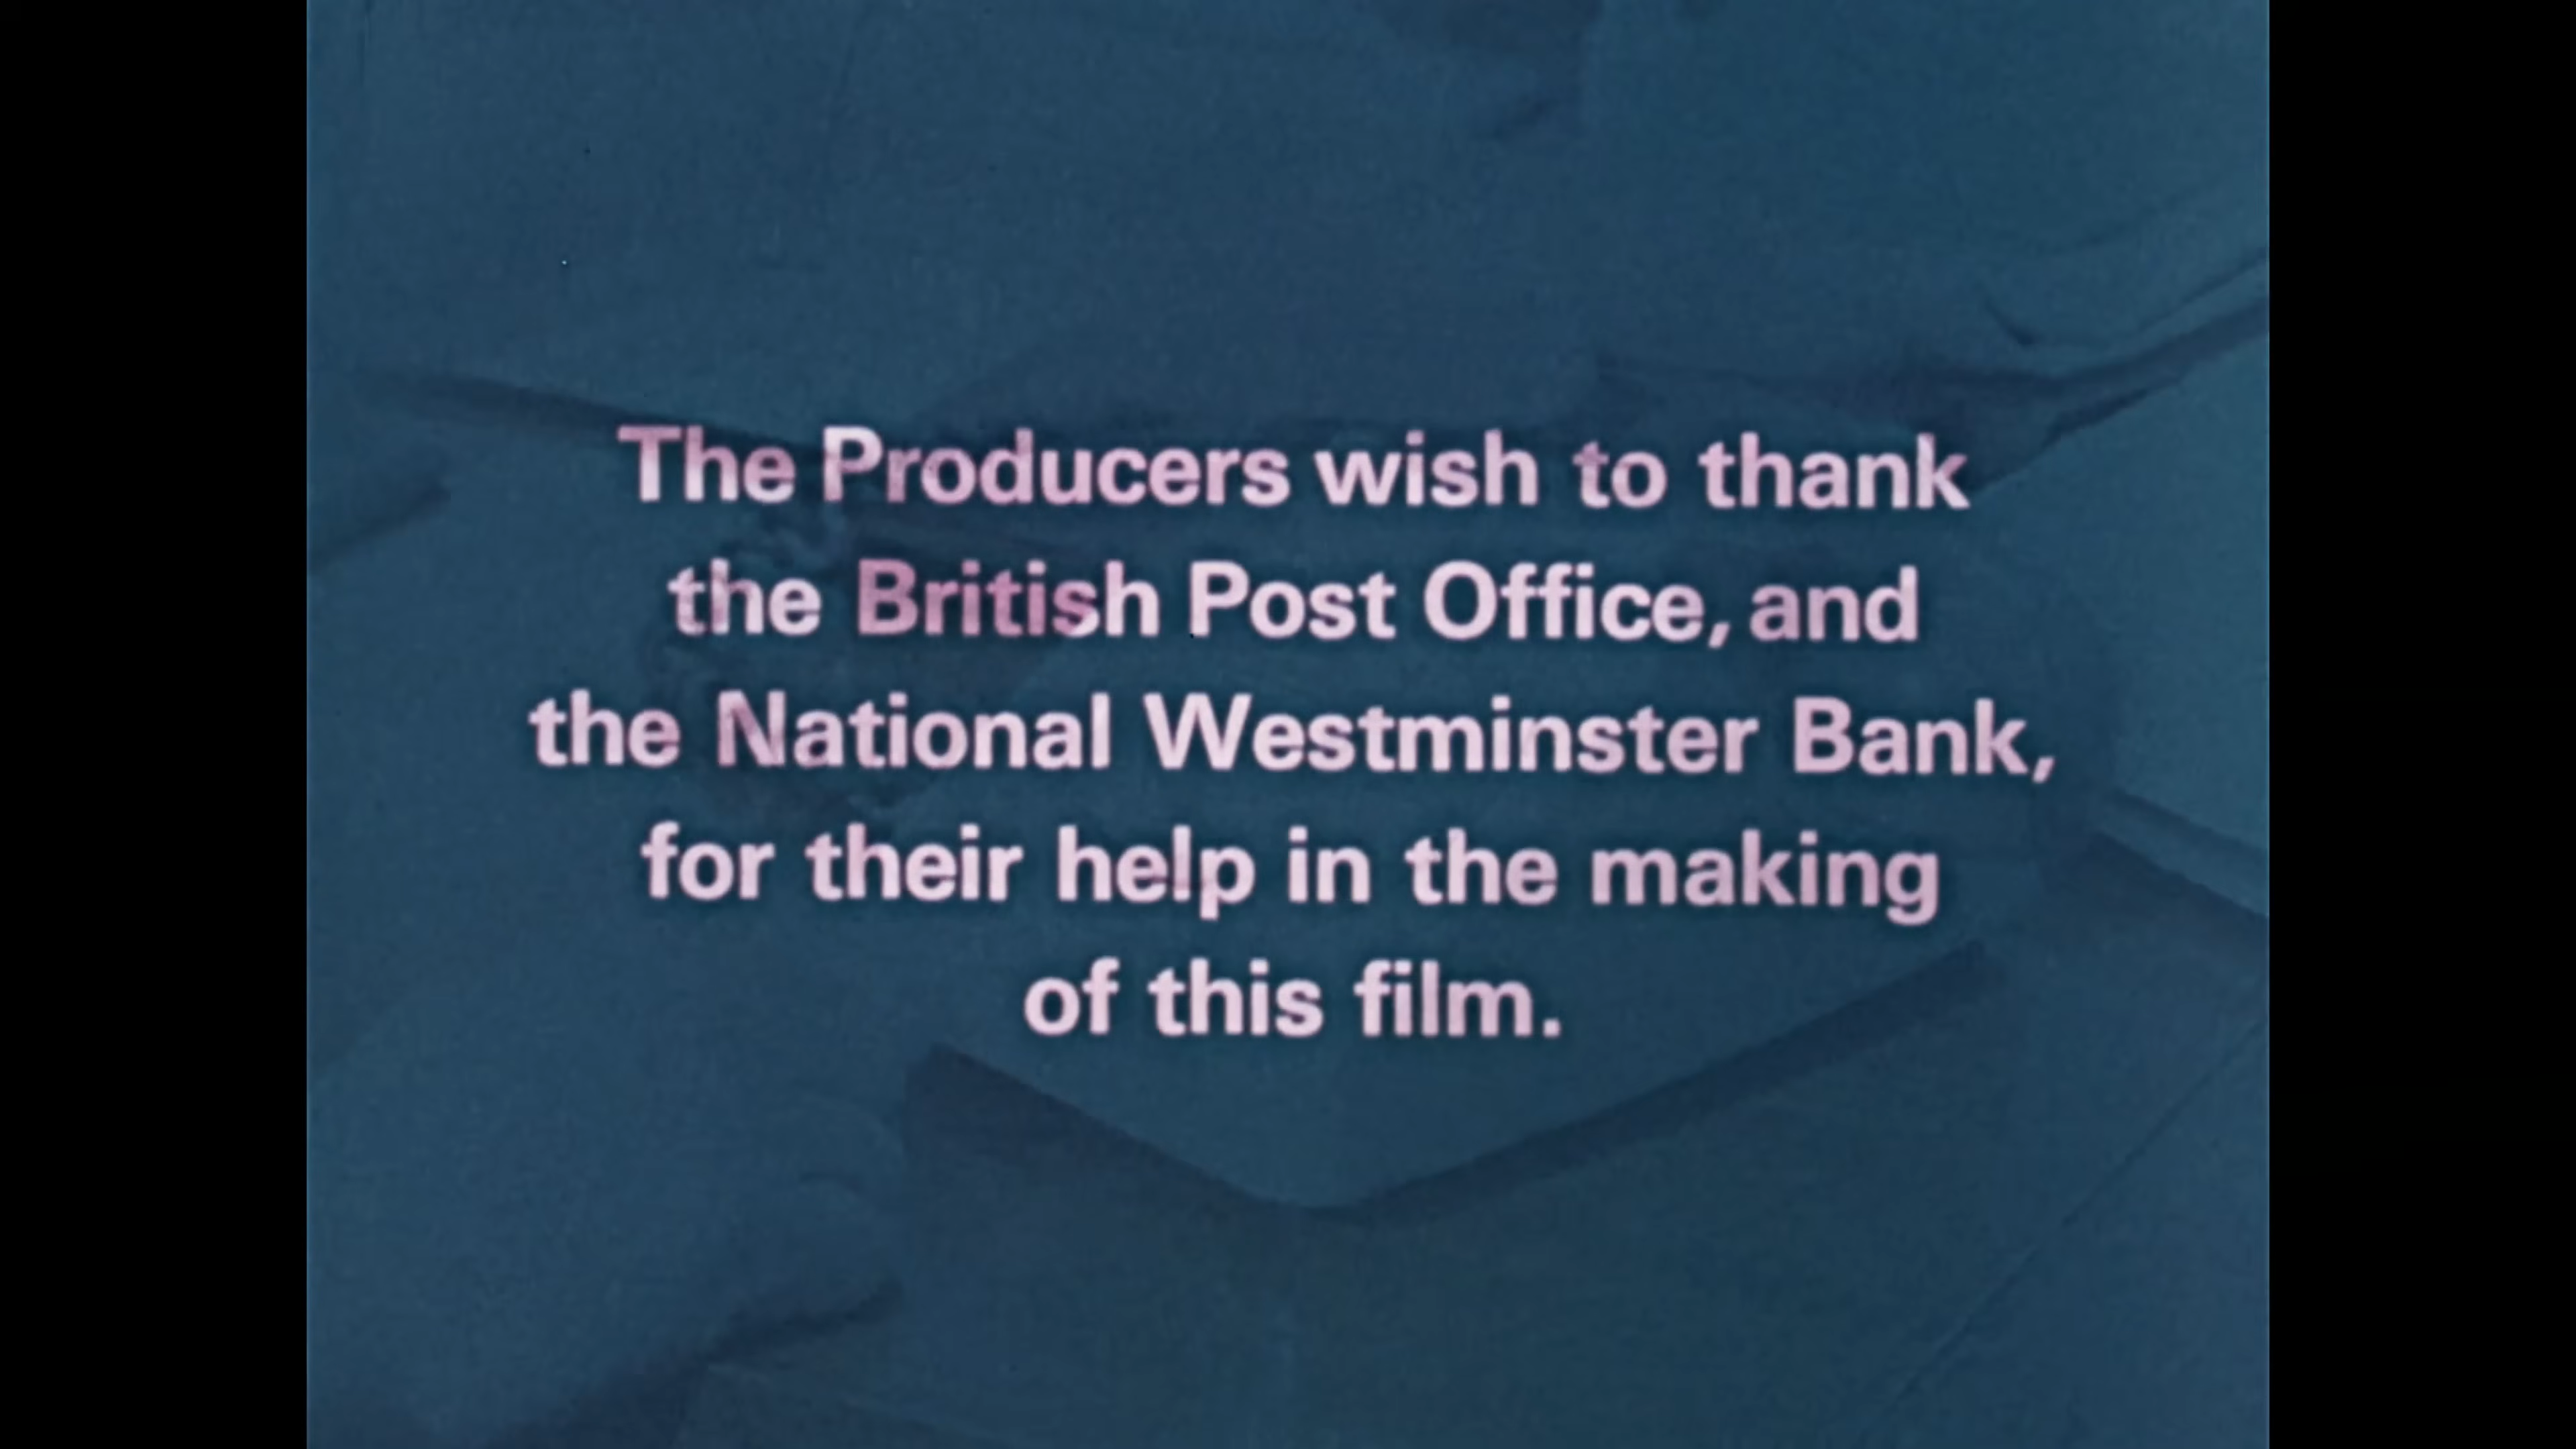 The Producers wish to thank
the British Post Office, and
the National Westminster Bank,
for their help in the making
of this film.